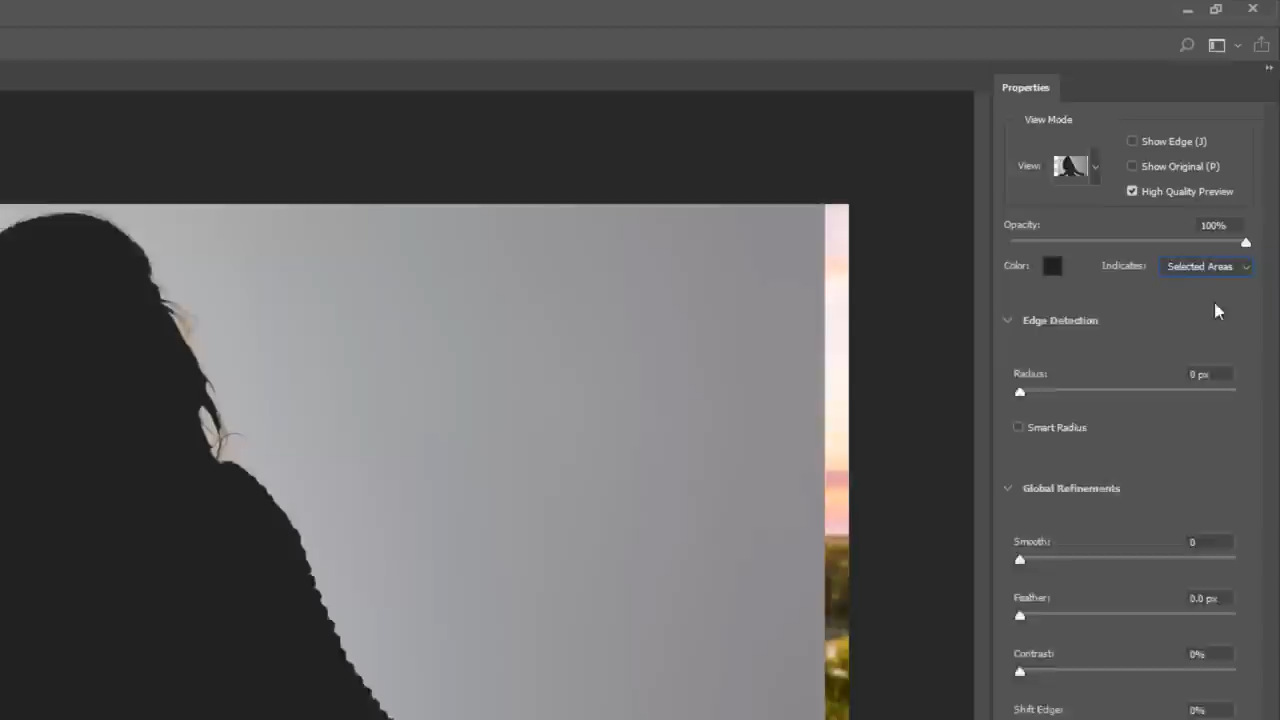 Properties
View Mode
View:
Show Edge (J)
Show Original (P)
High Quality Preview
Opacity: 100%
Color: Indicates: Selected Areas
Edge Detection
Radius: 0 px
Smart Radius
Global Refinements
Smooth: 0
Feather: 0.0 px
Contrast: 0%
Shift Edge: 0%